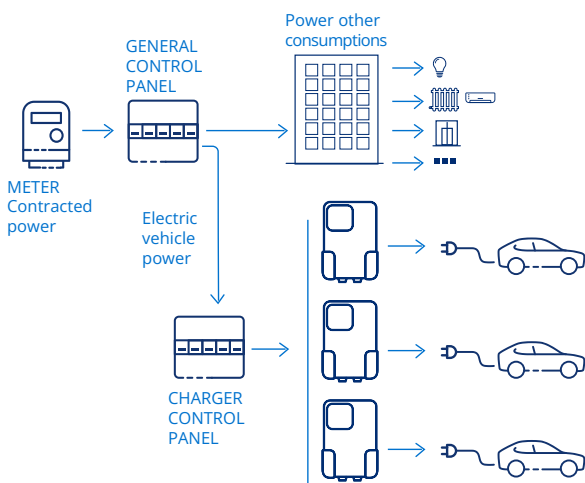 Power other
consumptions
GENERAL
CONTROL
PANEL
METER
Contracted
power
Electric
vehicle
power
CHARGER
CONTROL
PANEL